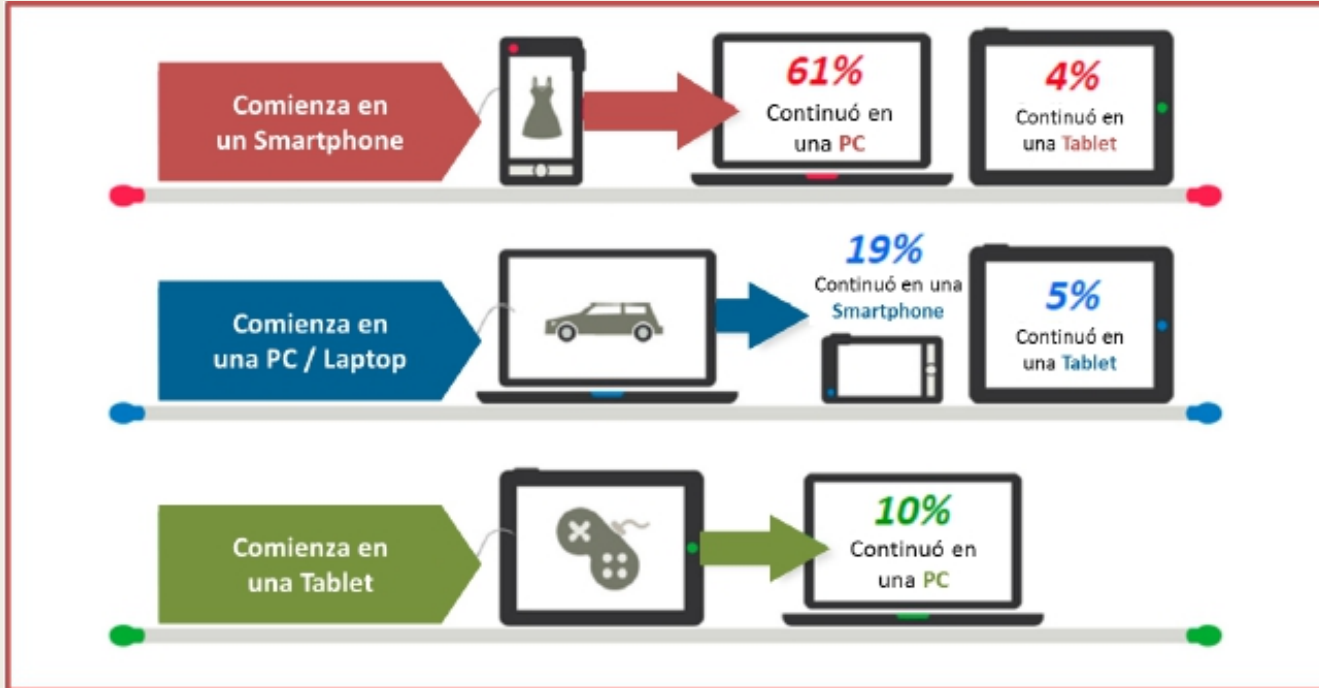 Comienza en
un Smartphone
61%
Continuó en
una PC
4%
Continuó en
una Tablet
Comienza en
una PC / Laptop
19%
Continuó en una
Smartphone
5%
Continuó en
una Tablet
Comienza en
una Tablet
10%
Continuó en
una PC